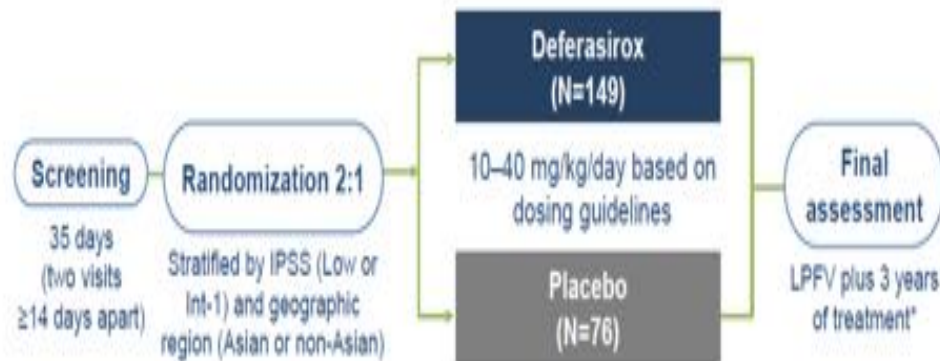 Screening
35 days
(two visits
≥14 days apart)
Randomization 2:1
Stratified by IPSS (Low or
Int-1) and geographic
region (Asian or non-Asian)
Deferasirox
(N=149)
10–40 mg/kg/day based on
dosing guidelines
Placebo
(N=76)
Final
assessment
LPFV plus 3 years
of treatment*